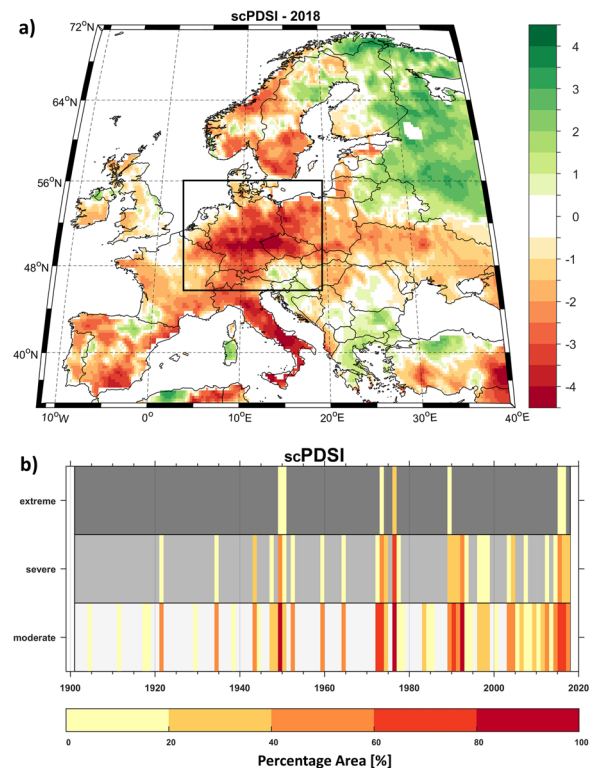 scPDSI - 2018
a)
72°N
64°N
56°N
48°N
40°N
10°W 0° 10°E 20°E 30°E 40°E
4
3
2
1
0
-1
-2
-3
-4
b)
scPDSI
extreme
severe
moderate
1900 1920 1940 1960 1980 2000 2020
0 20 40 60 80 100
Percentage Area [%]